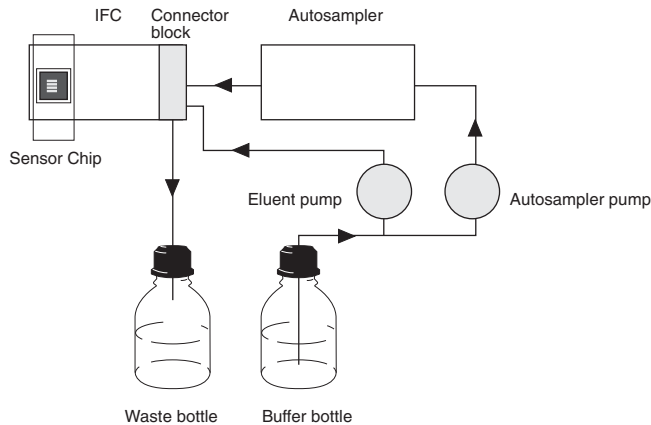 IFC
Connector
block
Autosampler
Sensor Chip
Eluent pump
Autosampler pump
Waste bottle
Buffer bottle